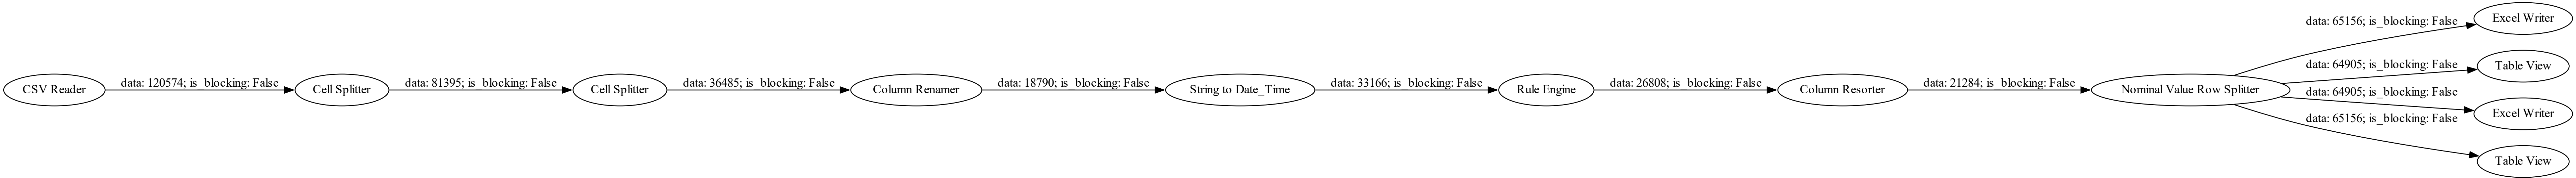 CSV Reader
data: 120574; is_blocking: False
Cell Splitter
data: 81395; is_blocking: False
Cell Splitter
data: 36485; is_blocking: False
Column Renamer
data: 18790; is_blocking: False
String to Date_Time
data: 33166; is_blocking: False
Rule Engine
data: 26808; is_blocking: False
Column Resorter
data: 21284; is_blocking: False
Nominal Value Row Splitter
data: 65156; is_blocking: False
Excel Writer
data: 64905; is_blocking: False
Table View
data: 64905; is_blocking: False
Excel Writer
data: 65156; is_blocking: False
Table View